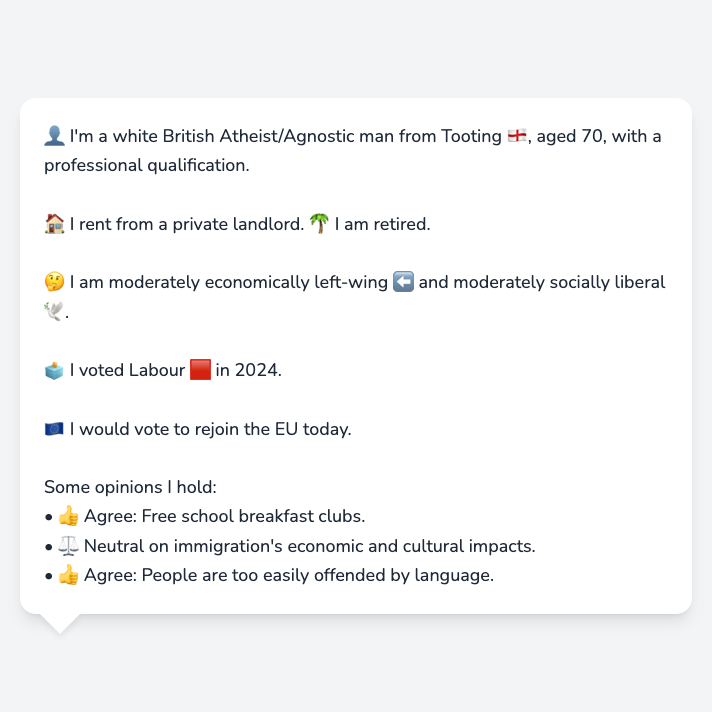 👤 I'm a white British Atheist/Agnostic man from Tooting 🏴󠁧󠁢󠁥󠁮󠁧󠁿, aged 70, with a
professional qualification.
🏠 I rent from a private landlord. 🌴 I am retired.
🤔 I am moderately economically left-wing ⬅️ and moderately socially liberal
🕊️.
🗳️ I voted Labour 🟥 in 2024.
🇪🇺 I would vote to rejoin the EU today.
Some opinions I hold:
• 👍 Agree: Free school breakfast clubs.
• ⚖️ Neutral on immigration's economic and cultural impacts.
• 👍 Agree: People are too easily offended by language.